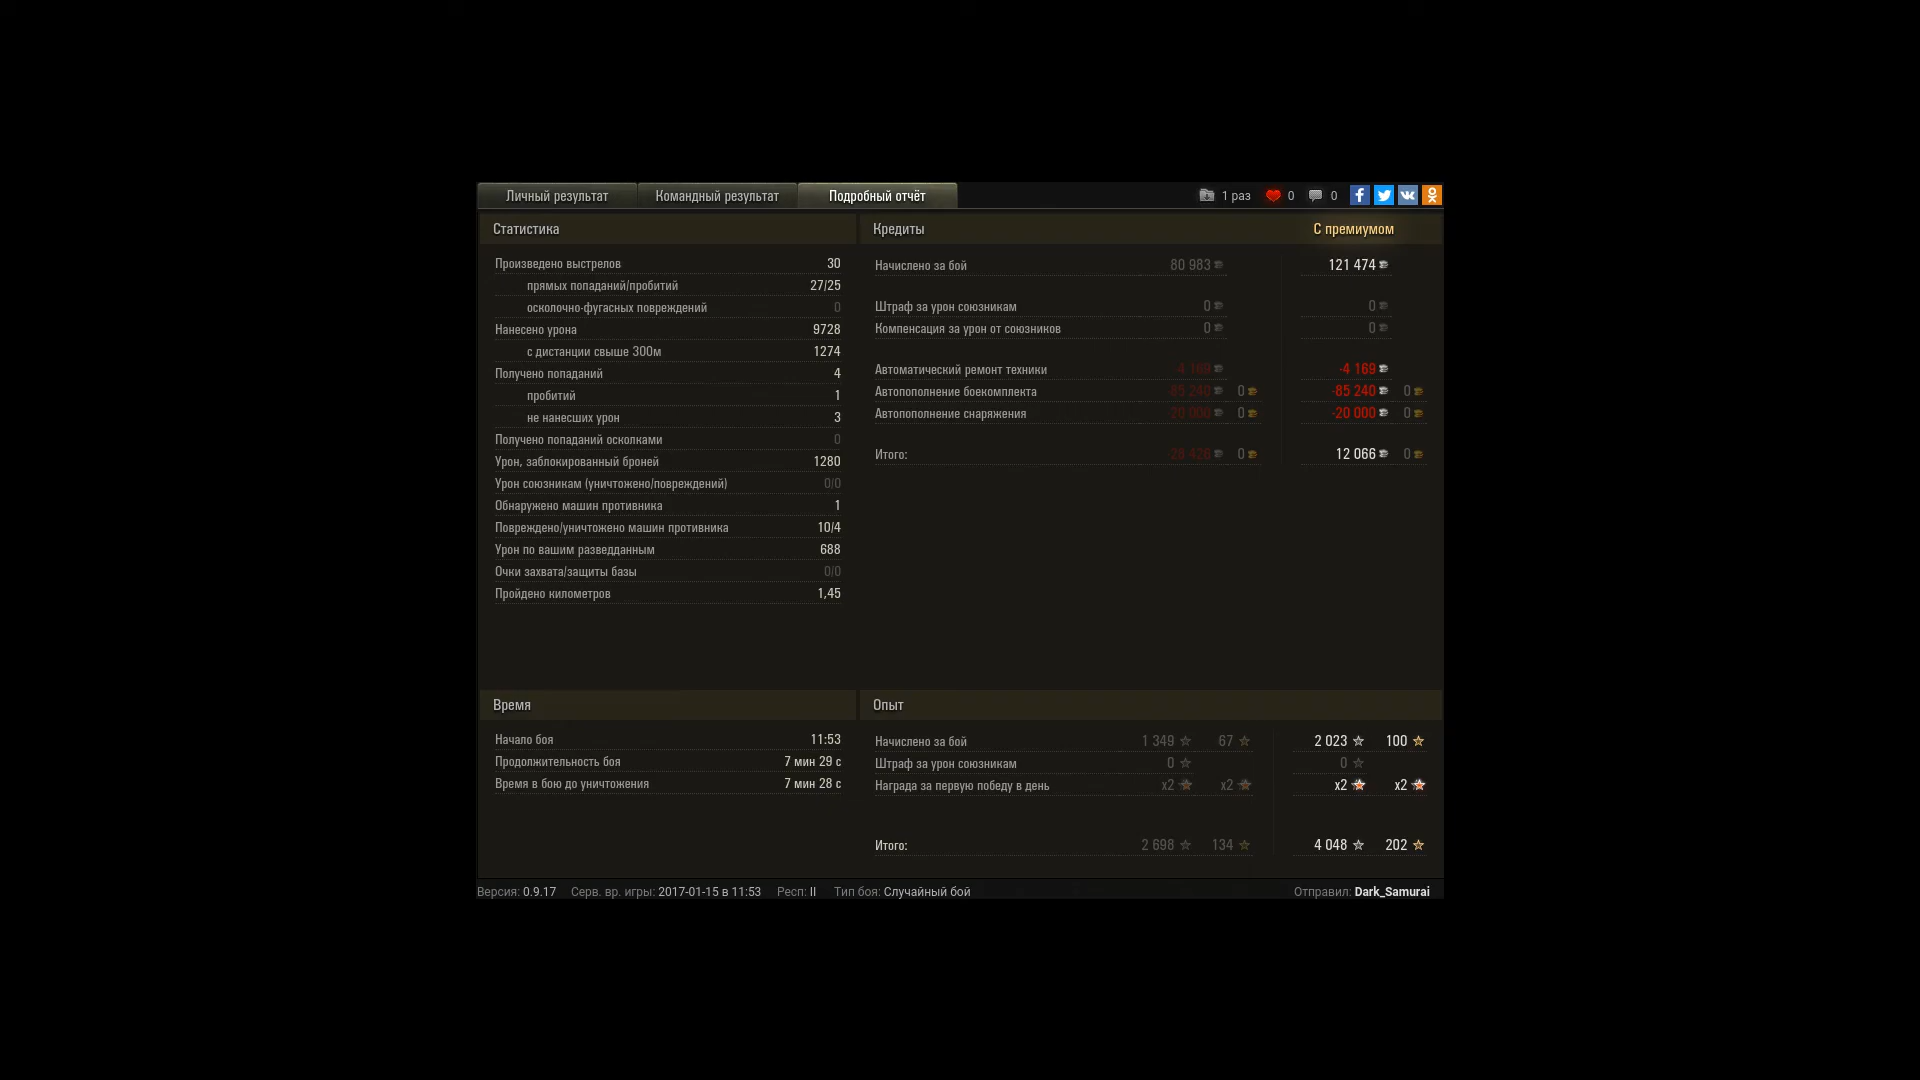 Личный результат Командный результат Подробный отчёт 1 раз 0 0
Статистика
Произведено выстрелов 30
прямых попаданий/пробитий 27/25
осколочно-фугасных повреждений 0
Нанесено урона 9728
с дистанции свыше 300м 1274
Получено попаданий 4
пробитий 1
не нанесших урон 3
Получено попаданий осколками 0
Урон, заблокированный броней 1280
Урон союзникам (уничтожено/повреждений) 0/0
Обнаружено машин противника 1
Повреждено/уничтожено машин противника 10/4
Урон по вашим разведданным 688
Очки захвата/защиты базы 0/0
Пройдено километров 1,45
Кредиты С премиумом
Начислено за бой 80 983 121 474
Штраф за урон союзникам 0 0
Компенсация за урон от союзников 0 0
Автоматический ремонт техники -4 169 -4 169
Автопополнение боекомплекта -85 240 0 -85 240 0
Автопополнение снаряжения -20 000 0 -20 000 0
Итого: -28 426 0 12 066 0
Время
Начало боя 11:53
Продолжительность боя 7 мин 29 с
Время в бою до уничтожения 7 мин 28 с
Опыт
Начислено за бой 1 349 67 2 023 100
Штраф за урон союзникам 0 0
Награда за первую победу в день x2 x2 x2 x2
Итого: 2 698 134 4 048 202
Версия: 0.9.17 Серв. вр. игры: 2017-01-15 в 11:53 Респ: II Тип боя: Случайный бой Отправил: Dark_Samurai